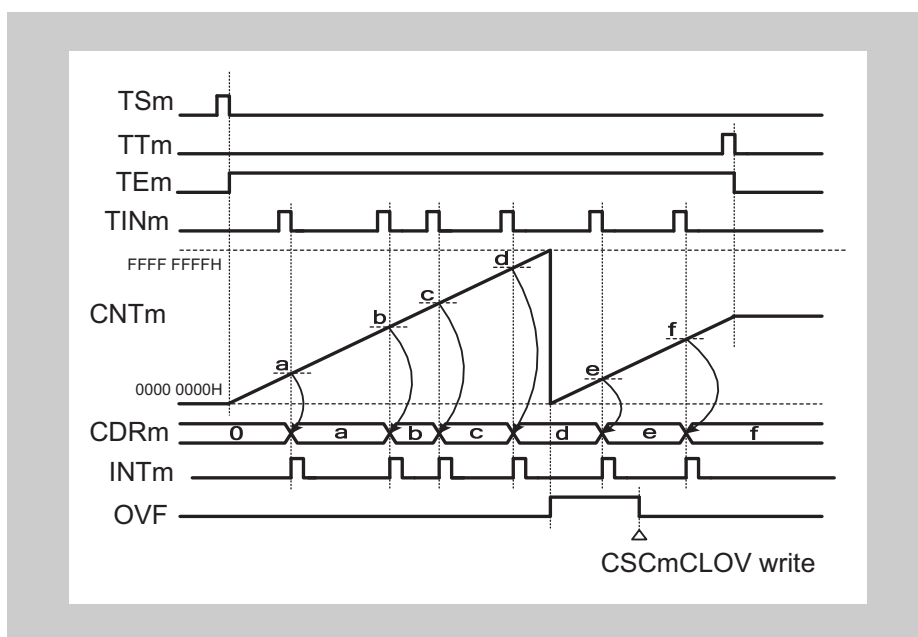 TSm
TTm
TEm
TINm
FFFF FFFFH
d
c
CNTm
b
f
a
e
0000 0000H
CDRm 0 a b c d e f
INTm
OVF
CSCmCLOV write